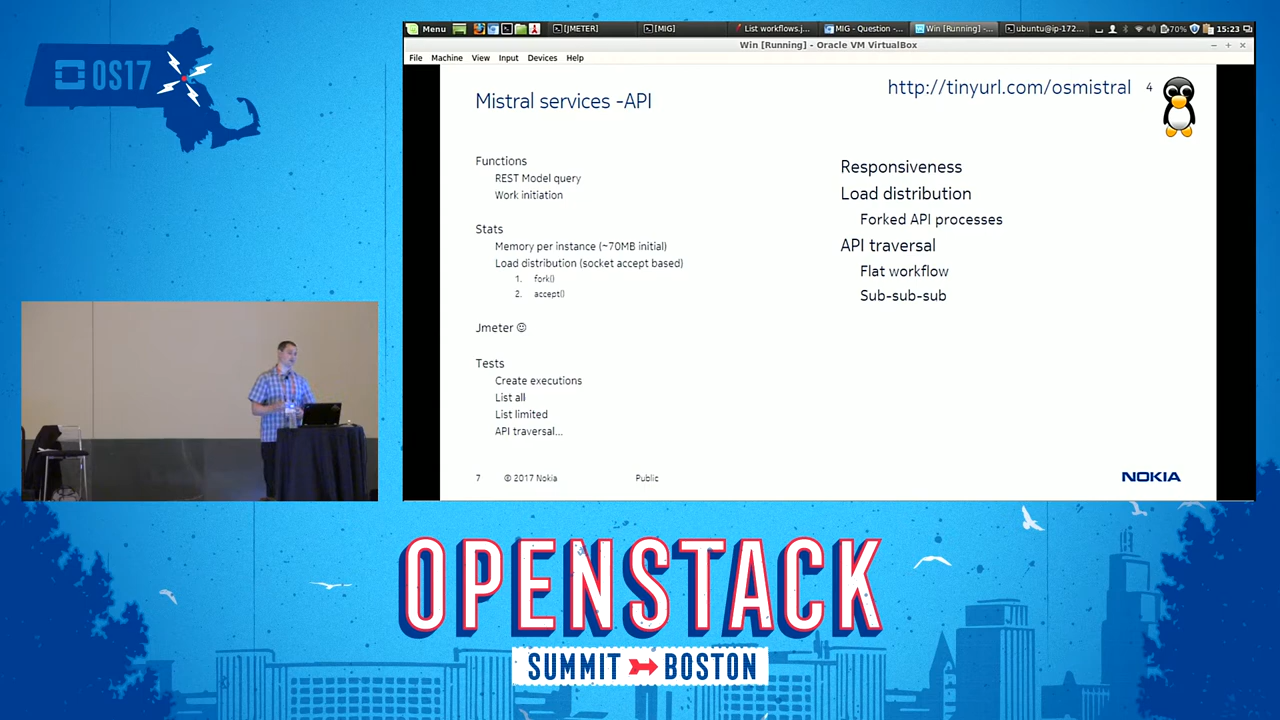 OS17
Menu
[JMETER]
[MIG]
List workflows.j...
MIG - Question -...
Win [Running] -...
ubuntu@ip-172...
70%
15:23
Win [Running] - Oracle VM VirtualBox
File Machine View Input Devices Help
Mistral services -API
http://tinyurl.com/osmistral
4
Functions
REST Model query
Work initiation
Stats
Memory per instance (~70MB initial)
Load distribution (socket accept based)
1. fork()
2. accept()
Jmeter ☺
Tests
Create executions
List all
List limited
API traversal...
Responsiveness
Load distribution
Forked API processes
API traversal
Flat workflow
Sub-sub-sub
7 © 2017 Nokia Public
NOKIA
OPENSTACK
SUMMIT BOSTON